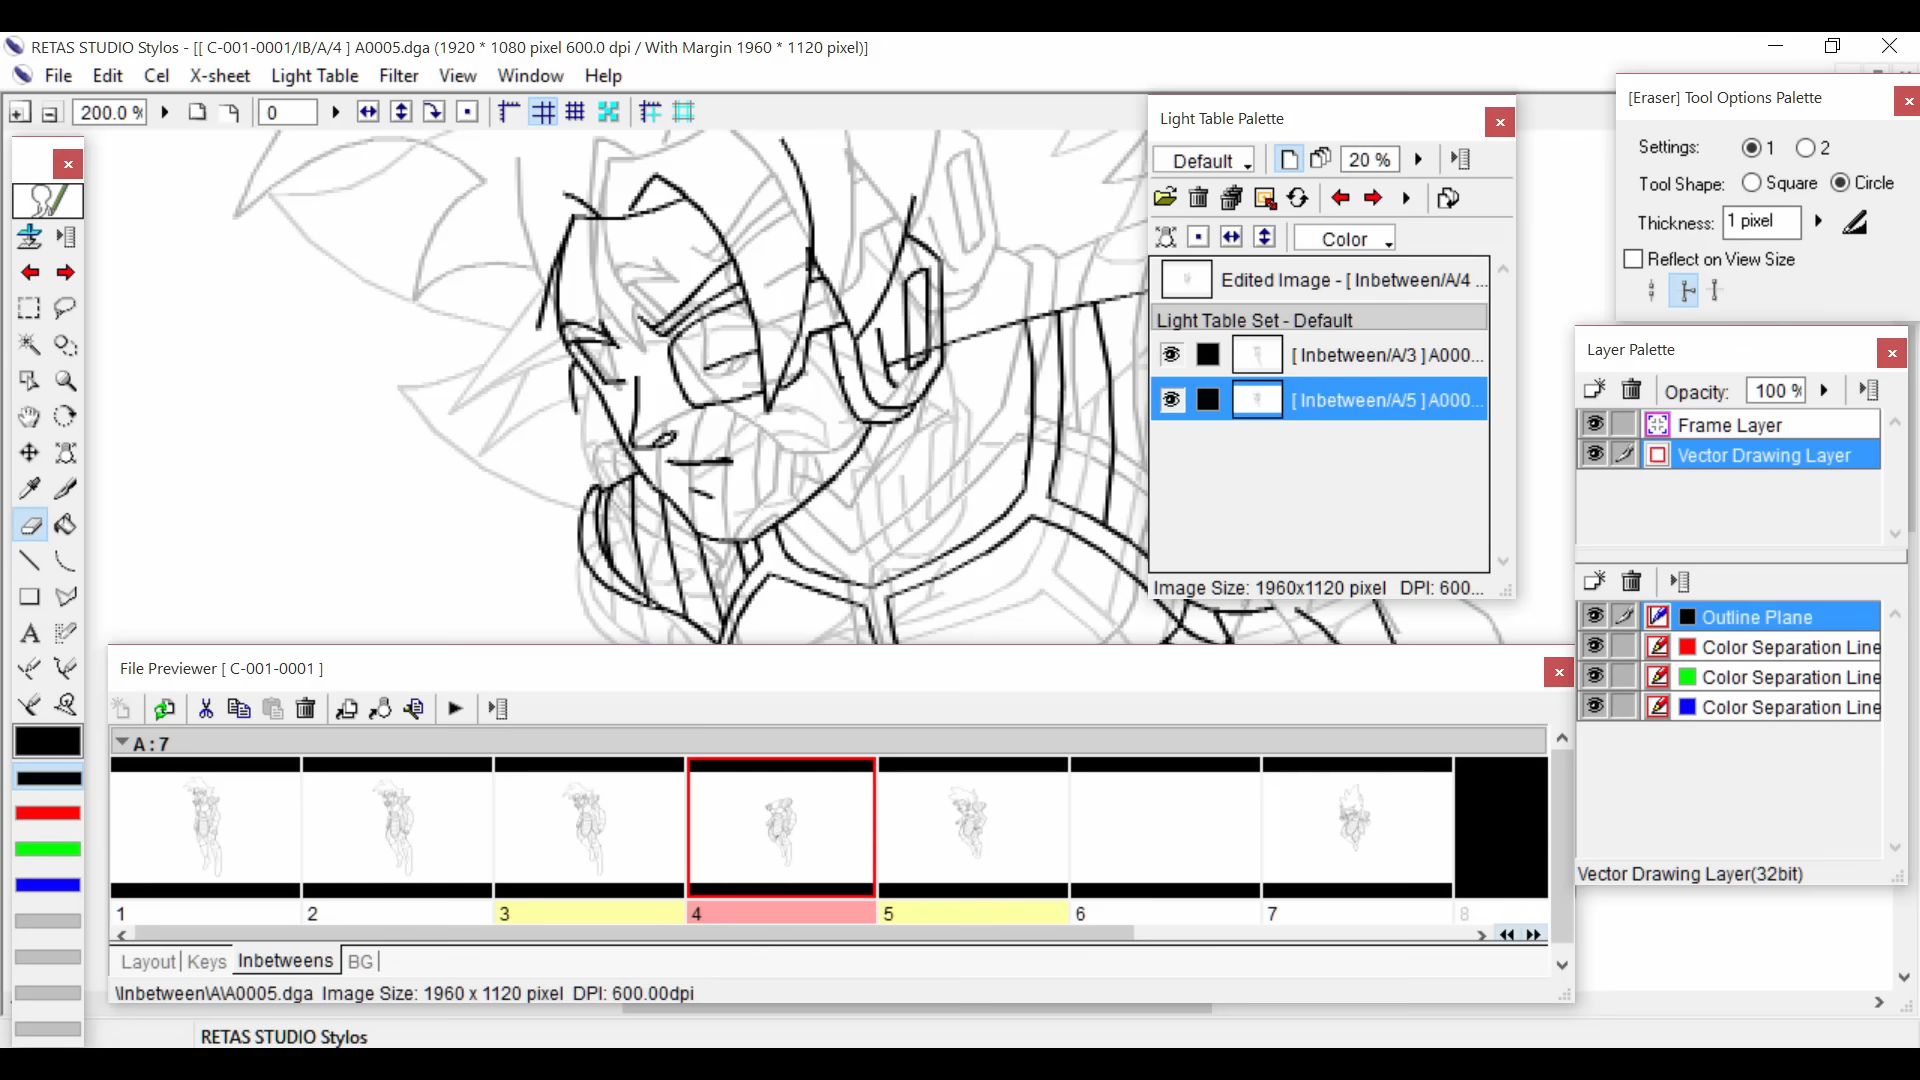 RETAS STUDIO Stylos - [[ C-001-0001/IB/A/4 ] A0005.dga (1920 * 1080 pixel 600.0 dpi / With Margin 1960 * 1120 pixel)]
File Edit Cel X-sheet Light Table Filter View Window Help
200.0 %
0
Light Table Palette
Default
20 %
Color
Edited Image - [ Inbetween/A/4 ...
Light Table Set - Default
[ Inbetween/A/3 ] A000...
[ Inbetween/A/5 ] A000...
Image Size: 1960x1120 pixel DPI: 600...
[Eraser] Tool Options Palette
Settings: 1 2
Tool Shape: Square Circle
Thickness: 1 pixel
Reflect on View Size
Layer Palette
Opacity: 100 %
Frame Layer
Vector Drawing Layer
Outline Plane
Color Separation Line
Color Separation Line
Color Separation Line
Vector Drawing Layer(32bit)
File Previewer [ C-001-0001 ]
A : 7
1 2 3 4 5 6 7 8
Layout Keys Inbetweens BG
\Inbetween\A\A0005.dga Image Size: 1960 x 1120 pixel DPI: 600.00dpi
RETAS STUDIO Stylos